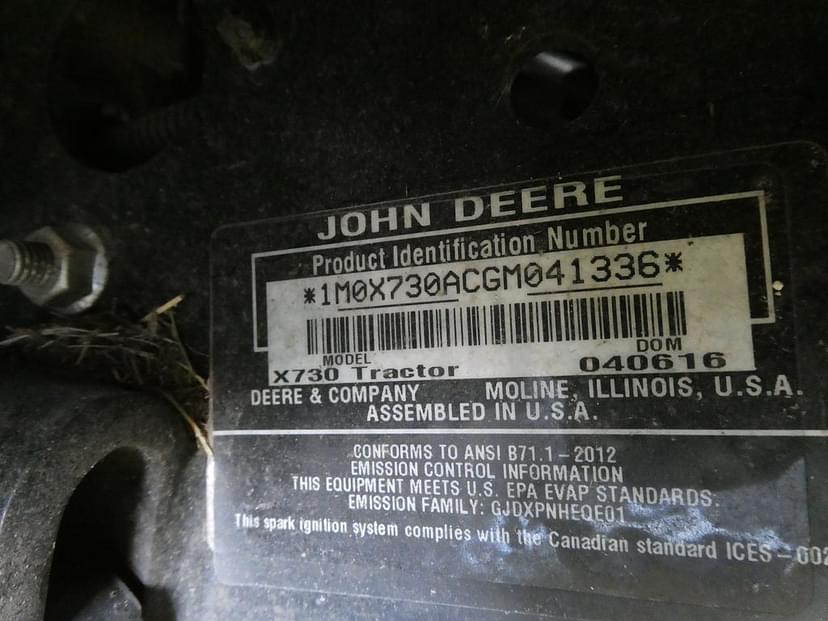 JOHN DEERE
Product Identification Number
*1M0X730ACGM041336*
MODEL DOM
X730 Tractor 040616
DEERE & COMPANY MOLINE, ILLINOIS, U.S.A.
ASSEMBLED IN U.S.A.
CONFORMS TO ANSI B71.1-2012
EMISSION CONTROL INFORMATION
THIS EQUIPMENT MEETS U.S. EPA EVAP STANDARDS.
EMISSION FAMILY: GJDXPNHEQE01
This spark ignition system complies with the Canadian standard ICES-002